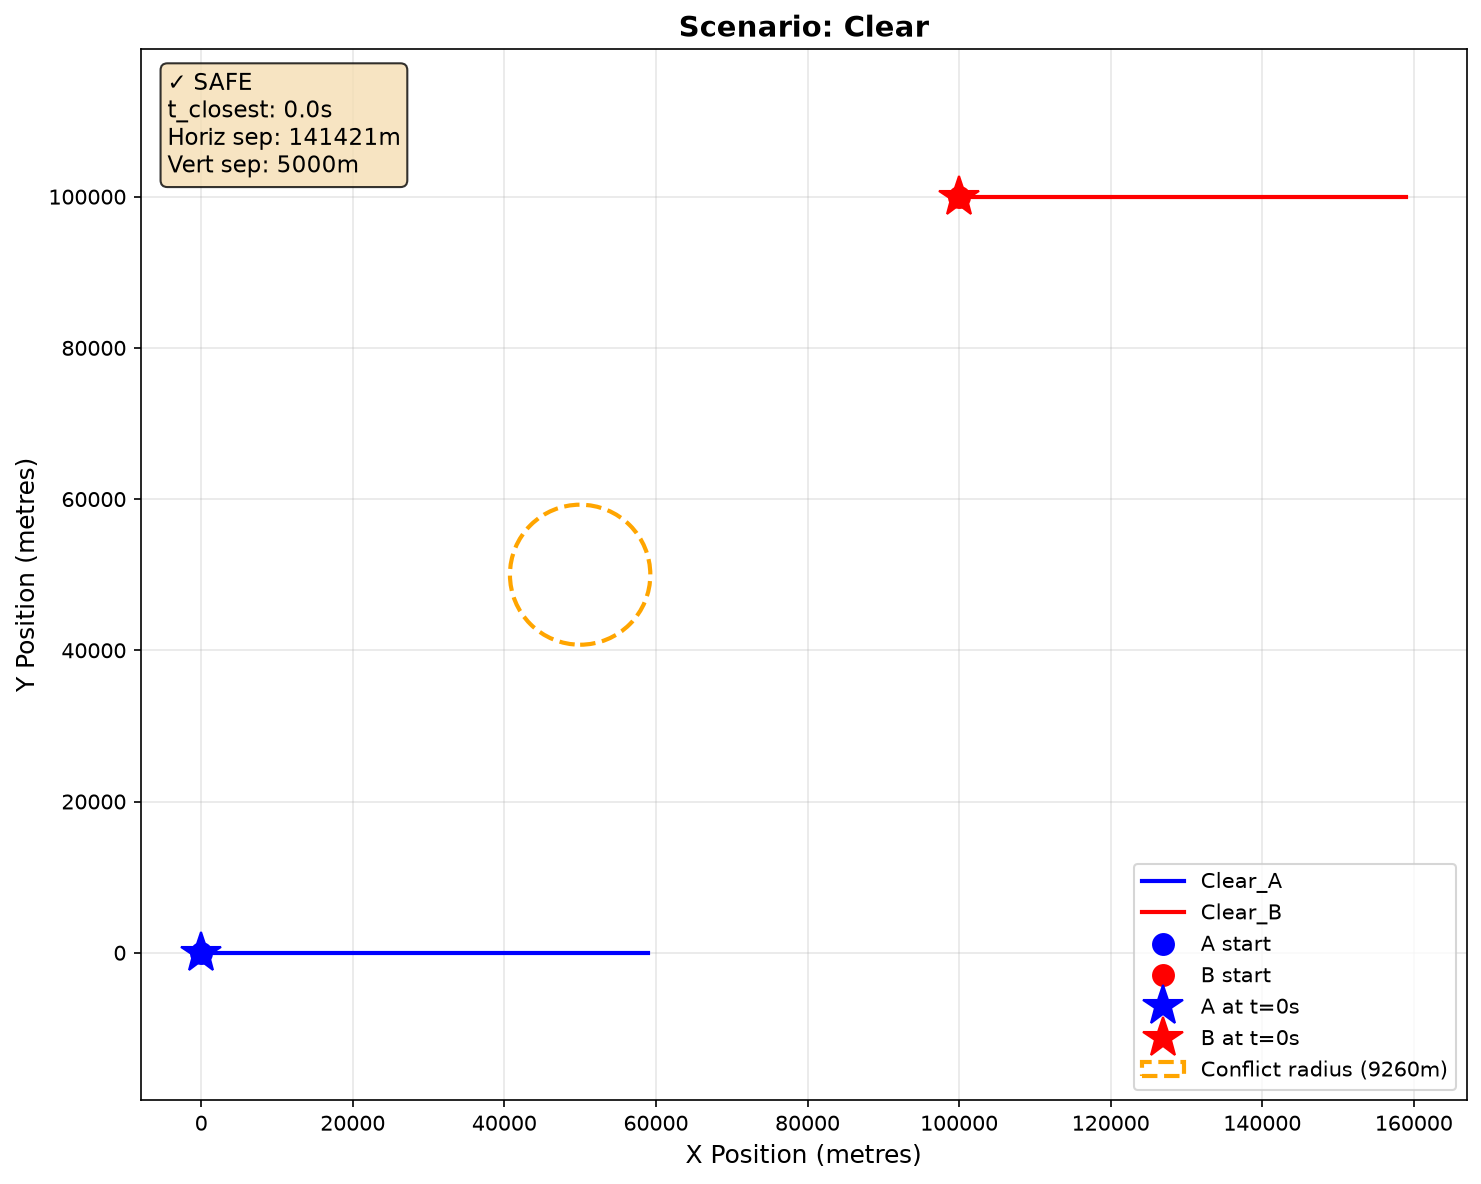 Scenario: Clear
✓ SAFE
t_closest: 0.0s
Horiz sep: 141421m
Vert sep: 5000m
Y Position (metres)
100000
80000
60000
40000
20000
0
Clear_A
Clear_B
A start
B start
A at t=0s
B at t=0s
Conflict radius (9260m)
0 20000 40000 60000 80000 100000 120000 140000 160000
X Position (metres)